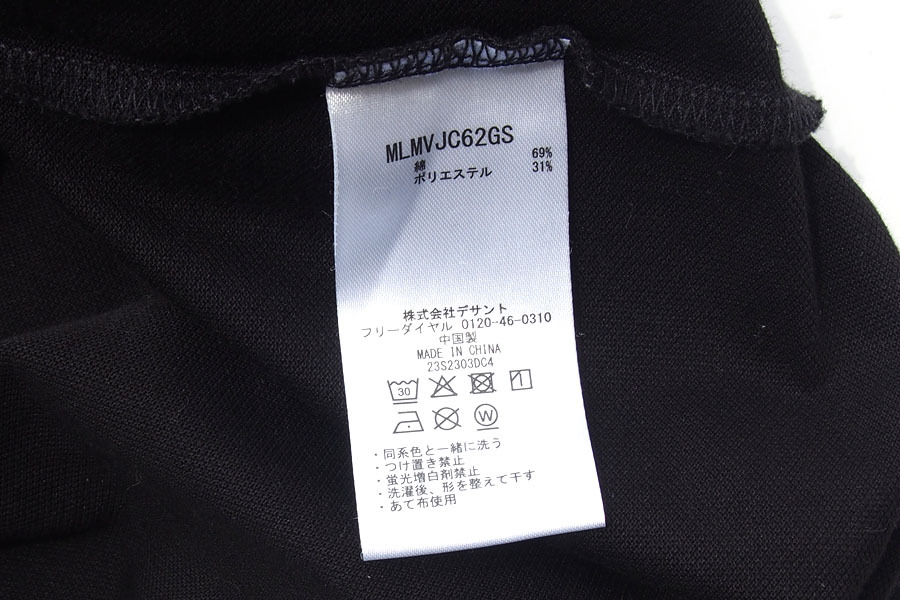 MLMVJC62GS
綿 69%
ポリエステル 31%
株式会社デサント
フリーダイヤル 0120-46-0310
中国製
MADE IN CHINA
23S2303DC4
30
W
・同系色と一緒に洗う
・つけ置き禁止
・蛍光増白剤禁止
・洗濯後、形を整えて干す
・あて布使用